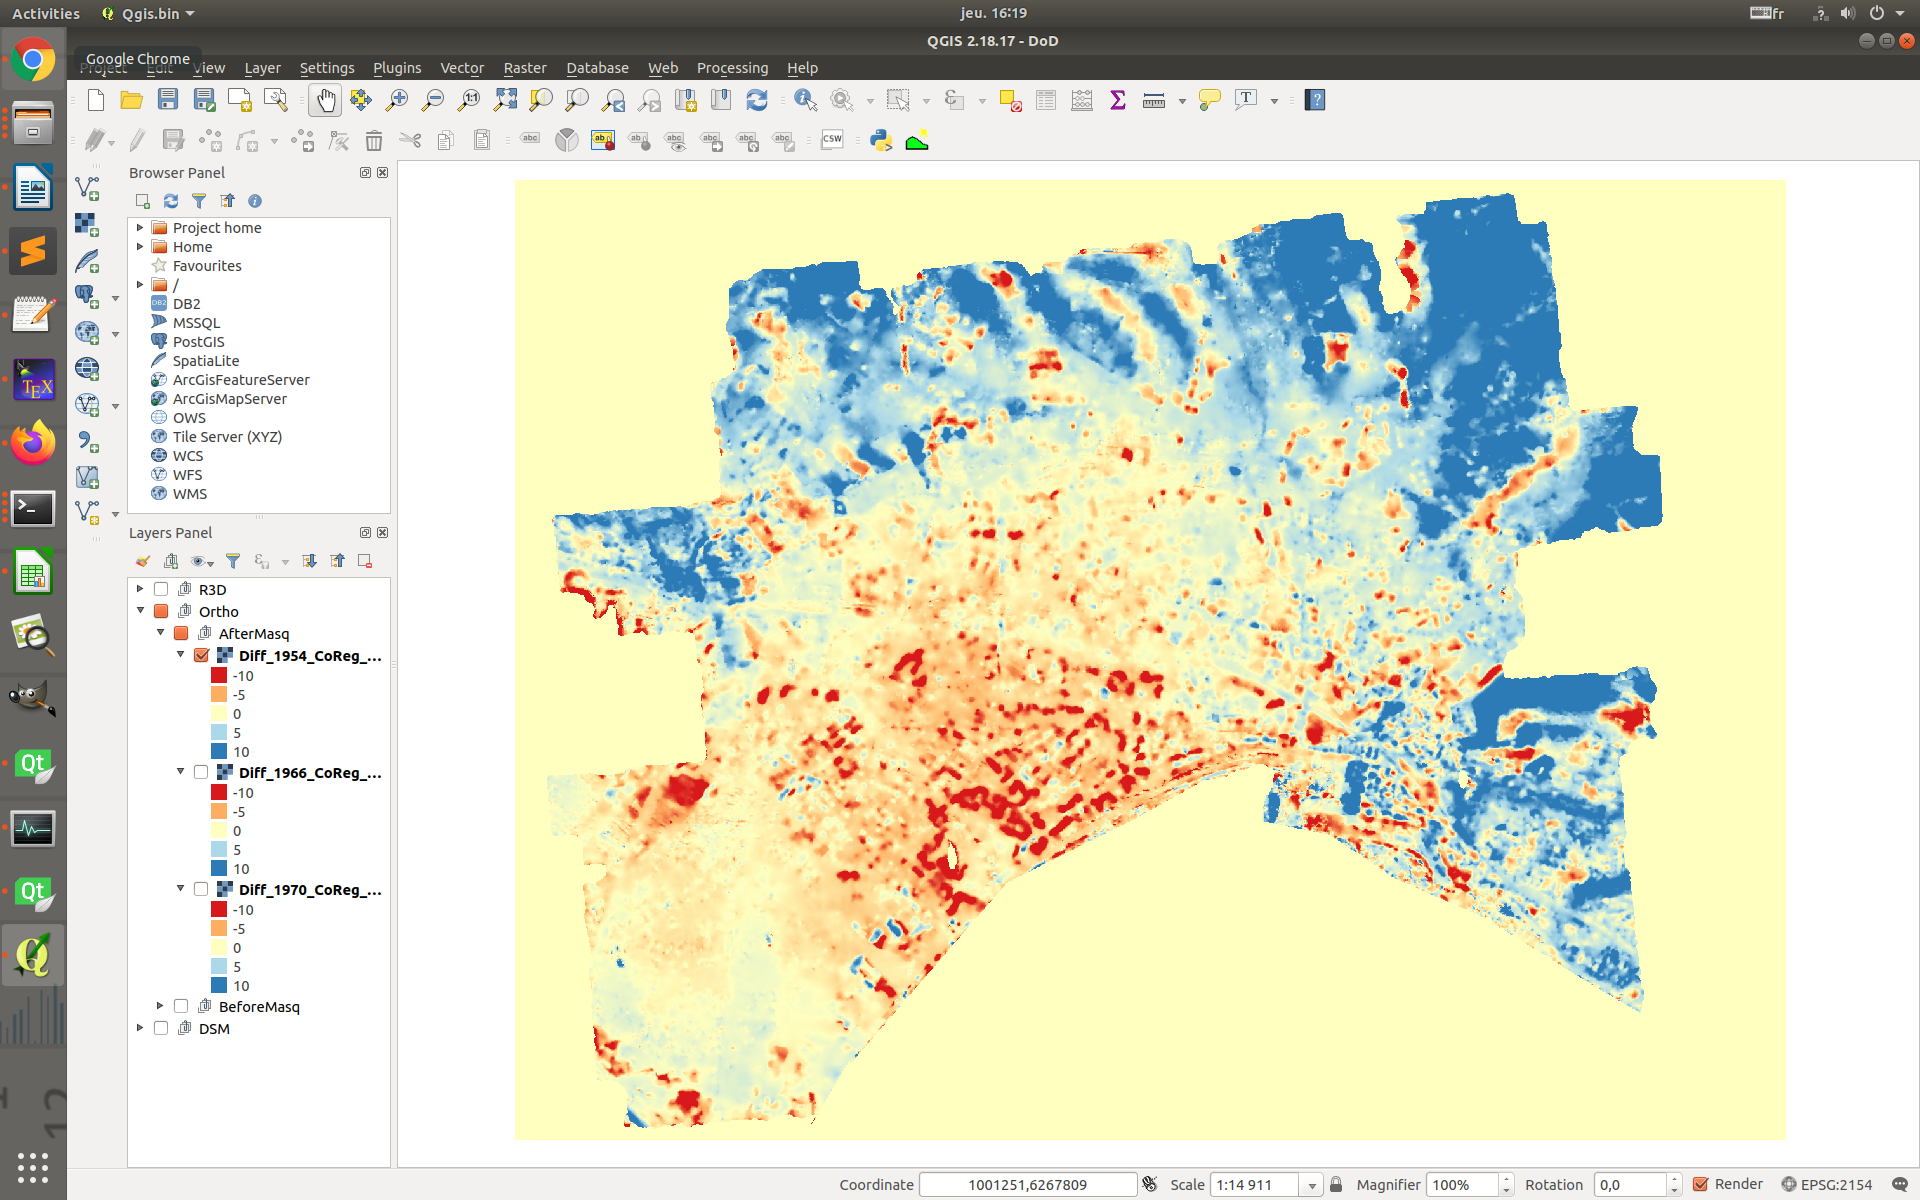 Activities
Qgis.bin
jeu. 16:19
fr
QGIS 2.18.17 - DoD
Google Chrome
View
Layer
Settings
Plugins
Vector
Raster
Database
Web
Processing
Help
CSW
Browser Panel
Project home
Home
Favourites
/
DB2
MSSQL
PostGIS
SpatiaLite
ArcGisFeatureServer
ArcGisMapServer
OWS
Tile Server (XYZ)
WCS
WFS
WMS
Layers Panel
R3D
Ortho
AfterMasq
Diff_1954_CoReg_...
-10
-5
0
5
10
Diff_1966_CoReg_...
-10
-5
0
5
10
Diff_1970_CoReg_...
-10
-5
0
5
10
BeforeMasq
DSM
Coordinate
1001251,6267809
Scale
1:14 911
Magnifier
100%
Rotation
0,0
Render
EPSG:2154